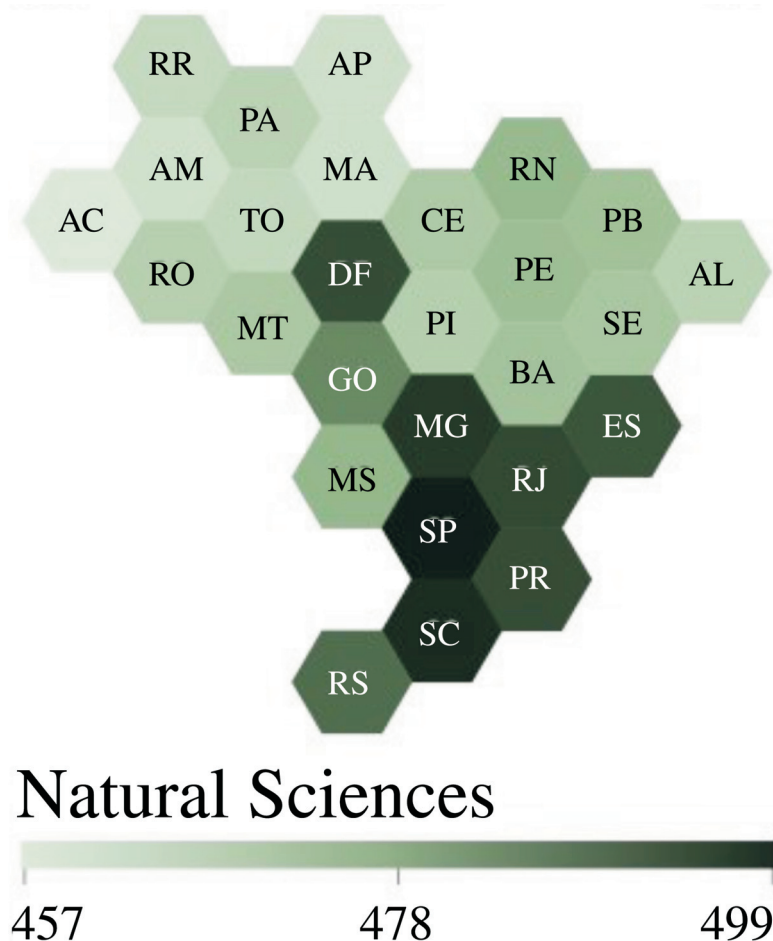 RR AP
PA
AM MA RN
AC TO CE PB
RO DF PE AL
MT PI SE
GO BA
MG ES
MS RJ
SP
PR
SC
RS
Natural Sciences
457 478 499